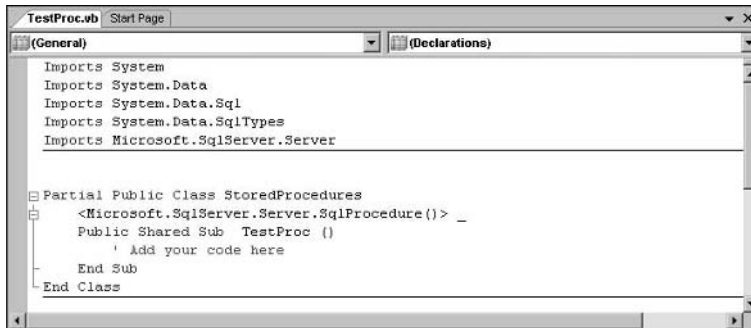 TestProc.vb Start Page
(General) (Declarations)
Imports System
Imports System.Data
Imports System.Data.Sql
Imports System.Data.SqlTypes
Imports Microsoft.SqlServer.Server
Partial Public Class StoredProcedures
<Microsoft.SqlServer.Server.SqlProcedure()> _
Public Shared Sub TestProc ()
' Add your code here
End Sub
End Class